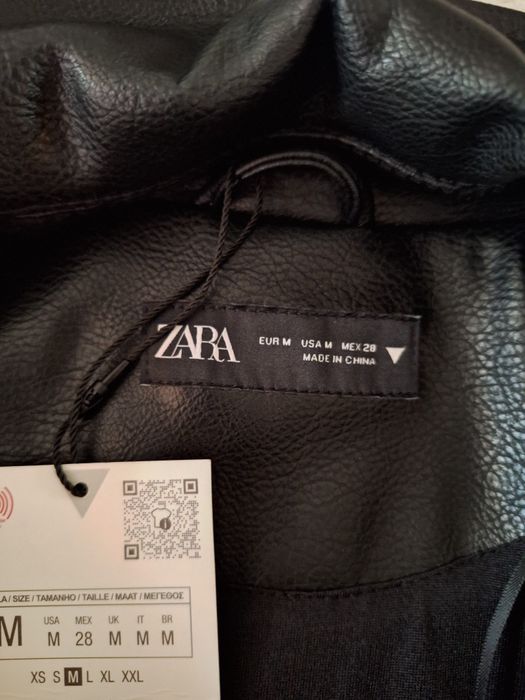 ZARA
EUR M USA M MEX 28
MADE IN CHINA
LA / SIZE / TAMANHO / TAILLE / MAAT / ΜΕΓΕΘΟΣ
USA MEX UK IT BR
M M 28 M M M
XS S M L XL XXL